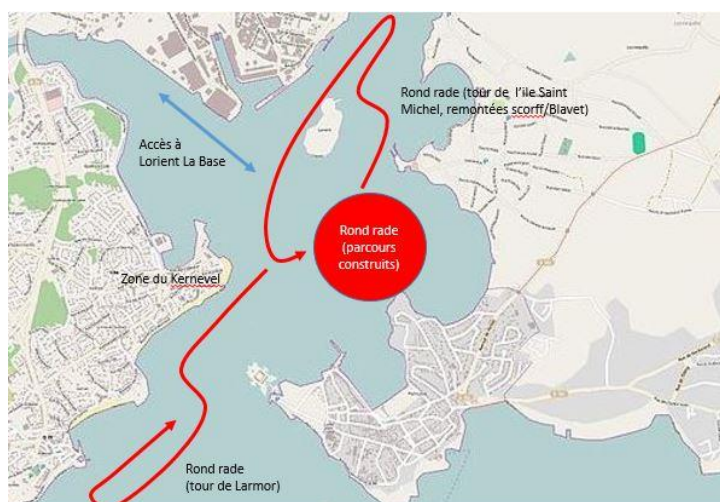 Rond rade (tour de l'ile Saint
Michel, remontées scorff/Blavet)
Accès à
Lorient La Base
Rond rade
(parcours
construits)
Zone du Kernevel
Rond rade
(tour de Larmor)